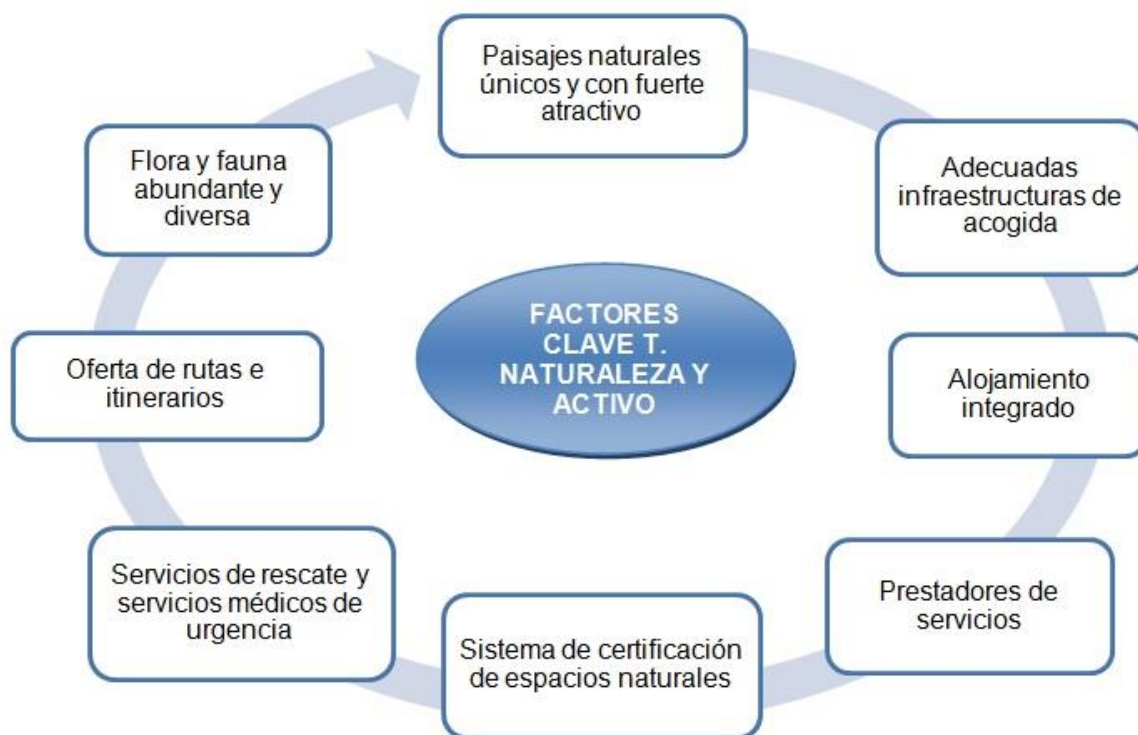 Paisajes naturales
únicos y con fuerte
atractivo
Adecuadas
infraestructuras de
acogida
Alojamiento
integrado
Prestadores de
servicios
Sistema de certificación
de espacios naturales
Servicios de rescate y
servicios médicos de
urgencia
Oferta de rutas e
itinerarios
Flora y fauna
abundante y
diversa
FACTORES
CLAVE T.
NATURALEZA Y
ACTIVO